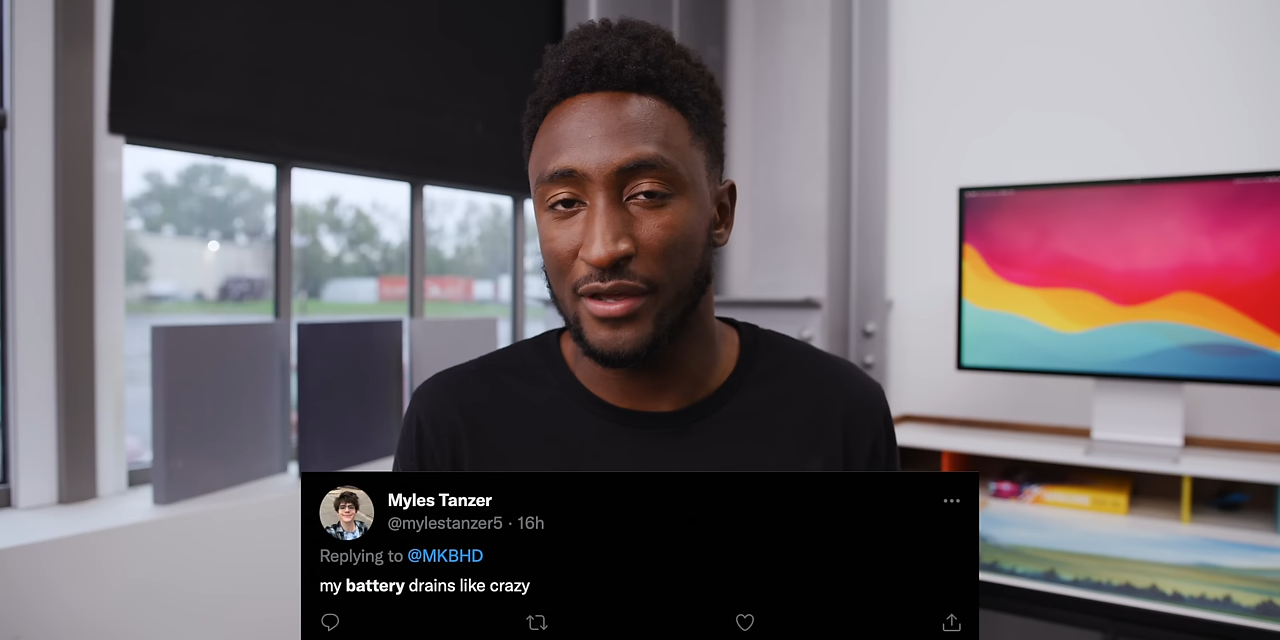 Myles Tanzer
@mylestanzer5 · 16h
Replying to @MKBHD
my battery drains like crazy